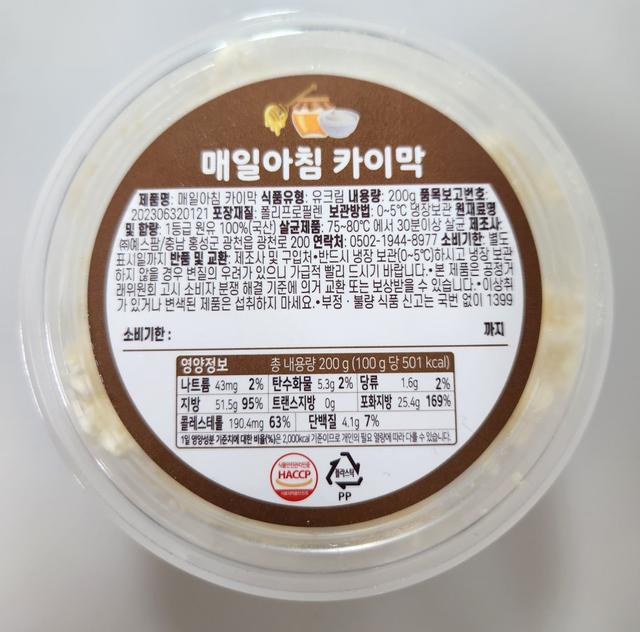 매일아침 카이막
제품명: 매일아침 카이막 식품유형: 유크림 내용량: 200g 품목보고번호:
202306320121 포장재질: 폴리프로필렌 보관방법: 0~5℃ 냉장보관 원재료명
및 함량: 1등급 원유 100%(국산) 살균제품: 75~80℃ 에서 30분이상 살균 제조사:
㈜예스팜/충남 홍성군 광천읍 광천로 200 연락처: 0502-1944-8977 소비기한: 별도
표시일까지 반품 및 교환: 제조사 및 구입처•반드시 냉장 보관(0~5℃)하시고 냉장 보관
하지 않을 경우 변질의 우려가 있으니 가급적 빨리 드시기 바랍니다.•본 제품은 공정거
래위원회 고시 소비자 분쟁 해결 기준에 의거 교환 또는 보상받을 수 있습니다.•이상취
가 있거나 변색된 제품은 섭취하지 마세요.•부정·불량 식품 신고는 국번 없이 1399
소비기한 : 까지
영양정보 총 내용량 200 g (100 g 당 501 kcal)
나트륨 43mg 2% 탄수화물 5.3g 2% 당류 1.6g 2%
지방 51.5g 95% 트랜스지방 0g 포화지방 25.4g 169%
콜레스테롤 190.4mg 63% 단백질 4.1g 7%
1일 영양성분 기준치에 대한 비율(%)은 2,000kcal 기준이므로 개인의 필요 열량에 따라 다를 수 있습니다.
식품안전관리인증
HACCP
식품의약품안전처
플라스틱
PP